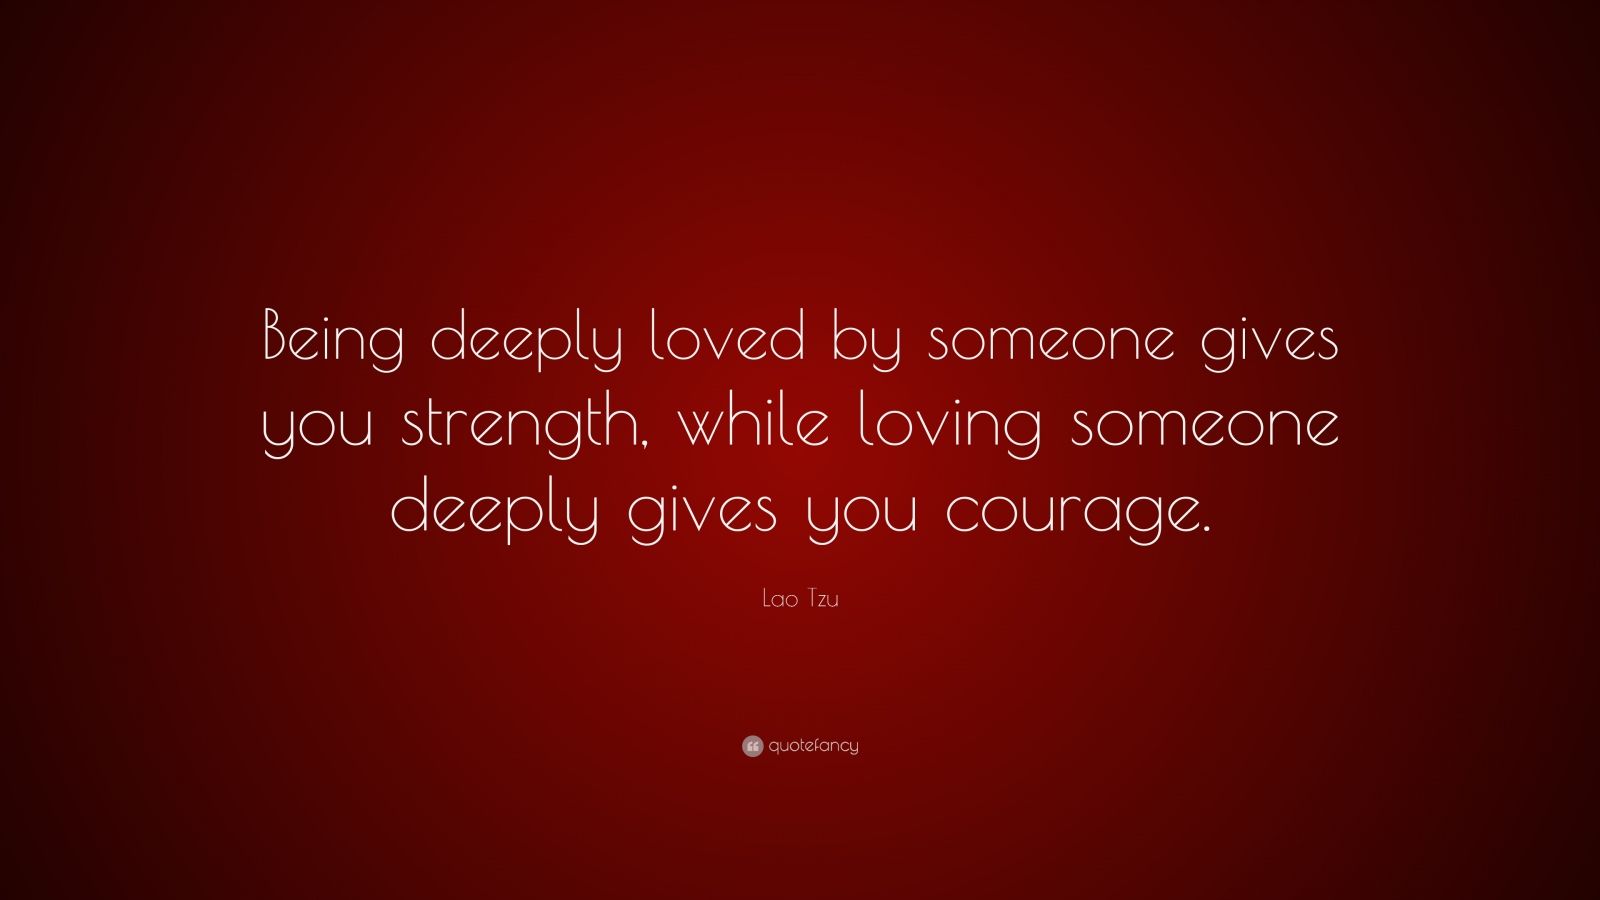 Being deeply loved by someone gives
you strength, while loving someone
deeply gives you courage.
Lao Tzu
quotefancy